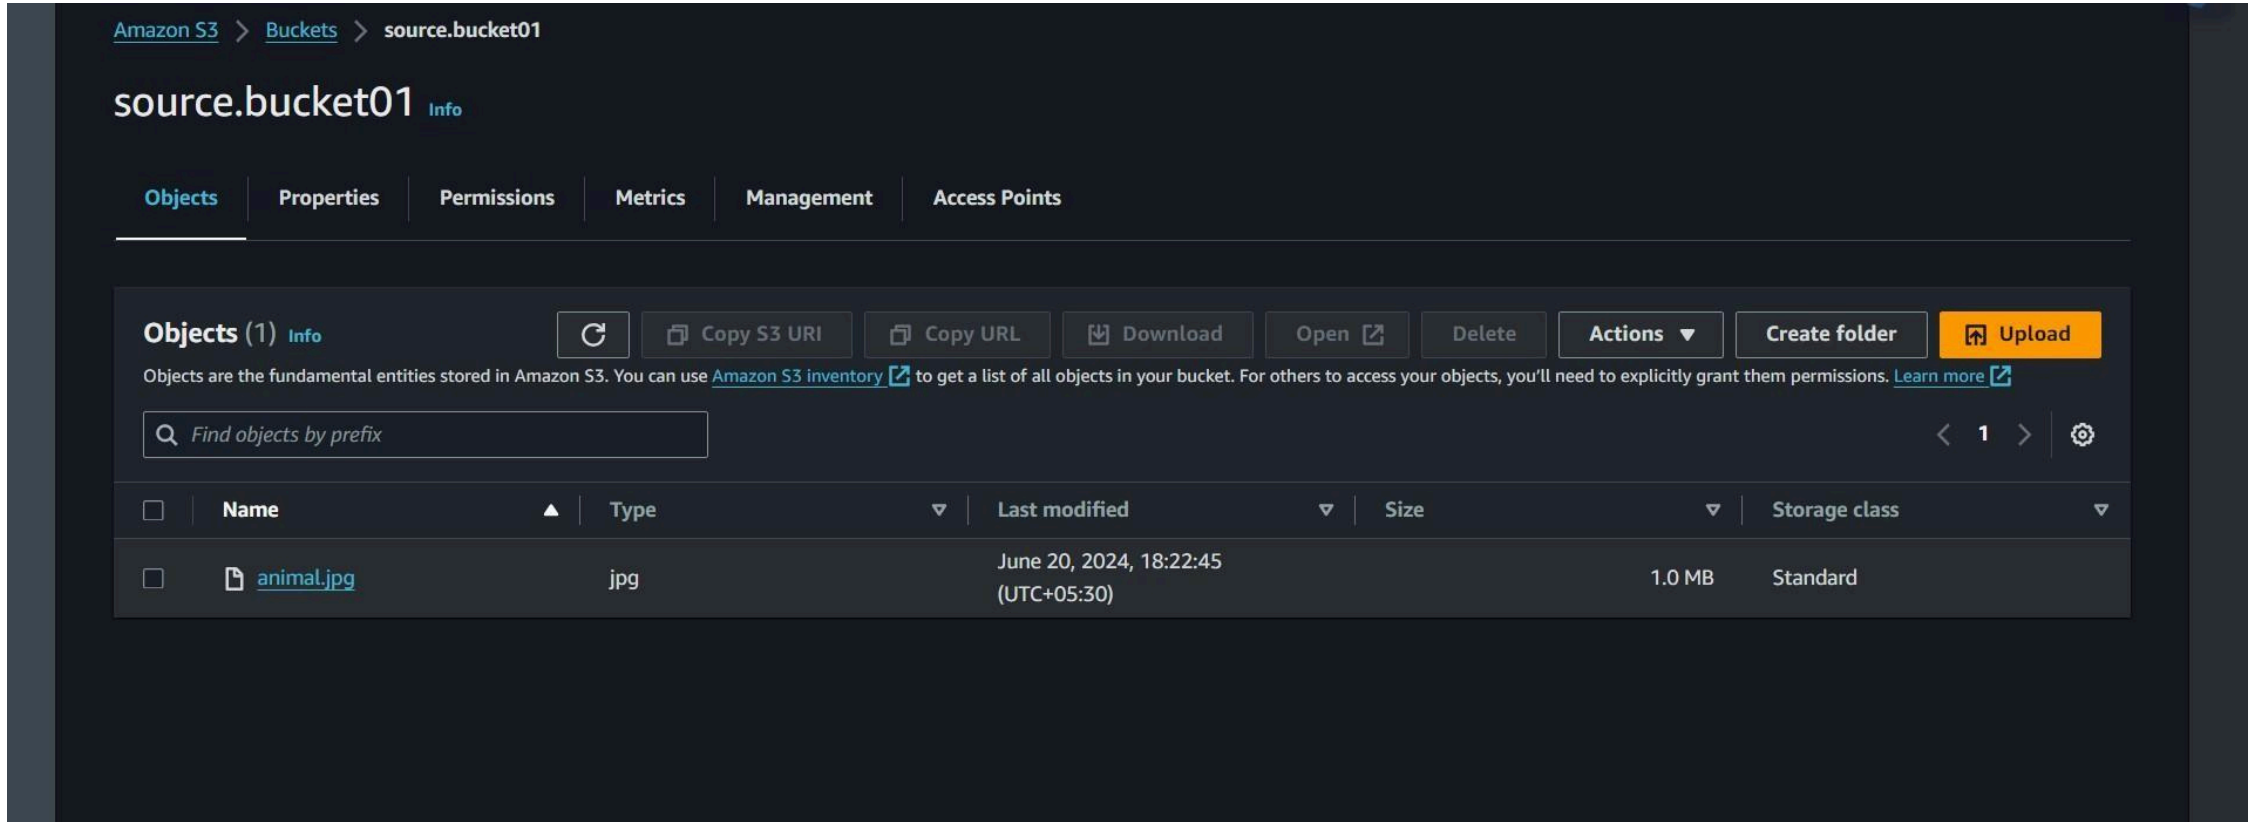 Amazon S3 > Buckets > source.bucket01
source.bucket01 Info
Objects Properties Permissions Metrics Management Access Points
Objects (1) Info Copy S3 URI Copy URL Download Open Delete Actions Create folder Upload
Objects are the fundamental entities stored in Amazon S3. You can use Amazon S3 inventory to get a list of all objects in your bucket. For others to access your objects, you'll need to explicitly grant them permissions. Learn more
Find objects by prefix < 1 >
Name Type Last modified Size Storage class
animal.jpg jpg June 20, 2024, 18:22:45 1.0 MB Standard
(UTC+05:30)